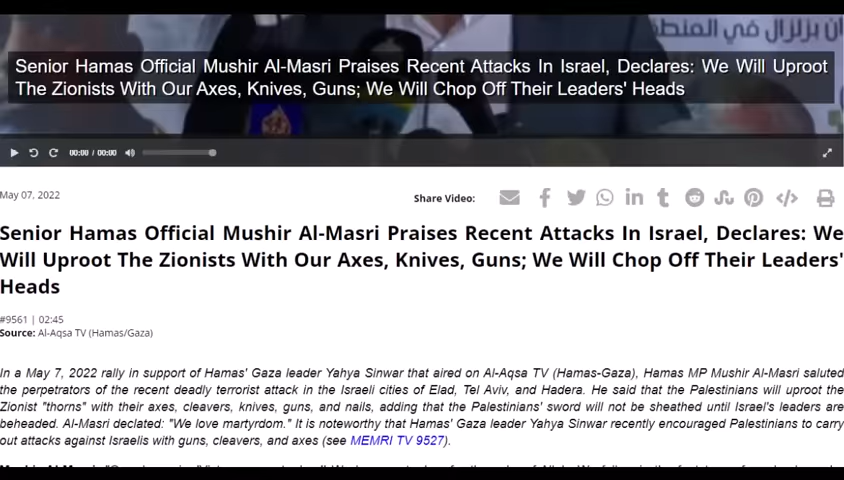 ان بزلزال في المنطق
Senior Hamas Official Mushir Al-Masri Praises Recent Attacks In Israel, Declares: We Will Uproot
The Zionists With Our Axes, Knives, Guns; We Will Chop Off Their Leaders' Heads
00:00 / 00:00
May 07, 2022
Share Video:
Senior Hamas Official Mushir Al-Masri Praises Recent Attacks In Israel, Declares: We
Will Uproot The Zionists With Our Axes, Knives, Guns; We Will Chop Off Their Leaders'
Heads
#9561 | 02:45
Source: Al-Aqsa TV (Hamas/Gaza)
In a May 7, 2022 rally in support of Hamas' Gaza leader Yahya Sinwar that aired on Al-Aqsa TV (Hamas-Gaza), Hamas MP Mushir Al-Masri saluted
the perpetrators of the recent deadly terrorist attack in the Israeli cities of Elad, Tel Aviv, and Hadera. He said that the Palestinians will uproot the
Zionist "thorns" with their axes, cleavers, knives, guns, and nails, adding that the Palestinians' sword will not be sheathed until Israel's leaders are
beheaded. Al-Masri declated: "We love martyrdom." It is noteworthy that Hamas' Gaza leader Yahya Sinwar recently encouraged Palestinians to carry
out attacks against Israelis with guns, cleavers, and axes (see MEMRI TV 9527).